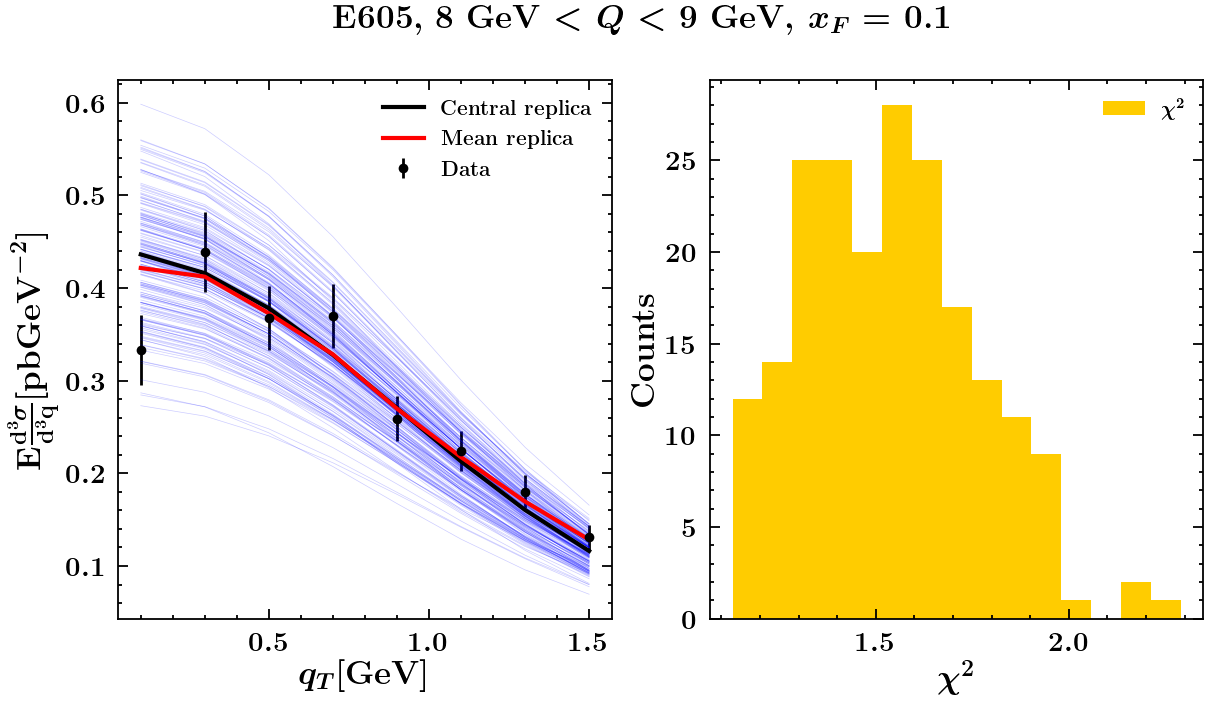 E605, 8 GeV < Q < 9 GeV, x_F = 0.1
E d³σ/d³q [pbGeV⁻²]
0.6
0.5
0.4
0.3
0.2
0.1
Central replica
Mean replica
Data
0.5 1.0 1.5
q_T[GeV]
Counts
25
20
15
10
5
0
χ²
1.5 2.0
χ²